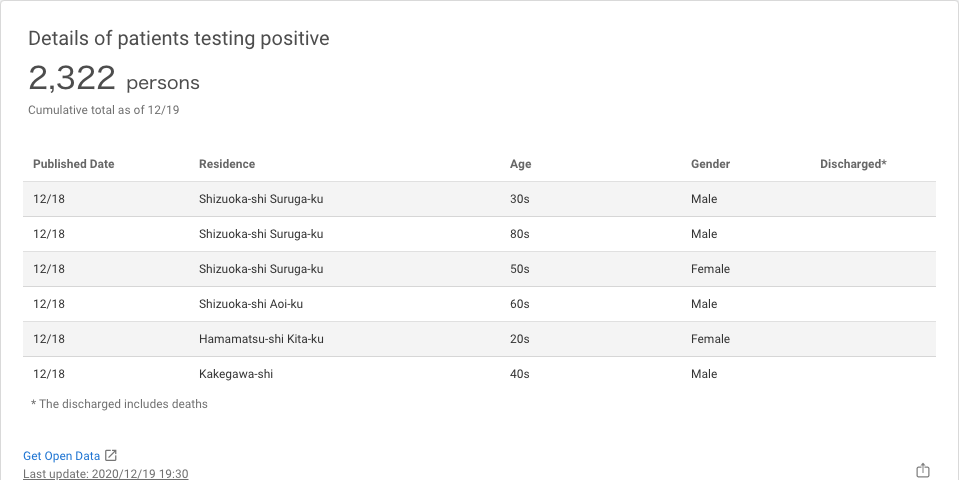 Details of patients testing positive
2,322 persons
Cumulative total as of 12/19
Published Date Residence Age Gender Discharged*
12/18 Shizuoka-shi Suruga-ku 30s Male
12/18 Shizuoka-shi Suruga-ku 80s Male
12/18 Shizuoka-shi Suruga-ku 50s Female
12/18 Shizuoka-shi Aoi-ku 60s Male
12/18 Hamamatsu-shi Kita-ku 20s Female
12/18 Kakegawa-shi 40s Male
* The discharged includes deaths
Get Open Data
Last update: 2020/12/19 19:30